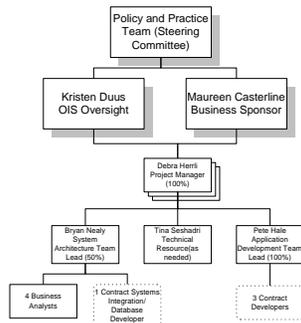 Policy and Practice
Team (Steering
Committee)
Kristen Duus
OIS Oversight
Maureen Casterline
Business Sponsor
Debra Herrli
Project Manager
(100%)
Bryan Nealy
System
Architecture Team
Lead (50%)
Tina Seshadri
Technical
Resource(as
needed)
Pete Hale
Application
Development Team
Lead (100%)
4 Business
Analysts
1 Contract Systems
Integration/
Database
Developer
3 Contract
Developers